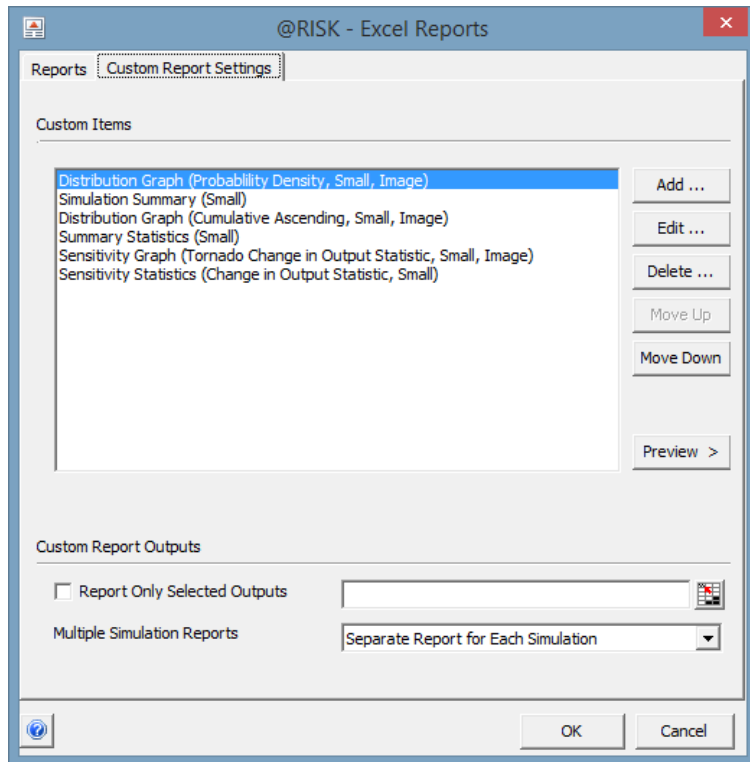 @RISK - Excel Reports
Reports Custom Report Settings
Custom Items
Distribution Graph (Probablility Density, Small, Image)
Simulation Summary (Small)
Distribution Graph (Cumulative Ascending, Small, Image)
Summary Statistics (Small)
Sensitivity Graph (Tornado Change in Output Statistic, Small, Image)
Sensitivity Statistics (Change in Output Statistic, Small)
Add ...
Edit ...
Delete ...
Move Up
Move Down
Preview >
Custom Report Outputs
Report Only Selected Outputs
Multiple Simulation Reports Separate Report for Each Simulation
OK Cancel